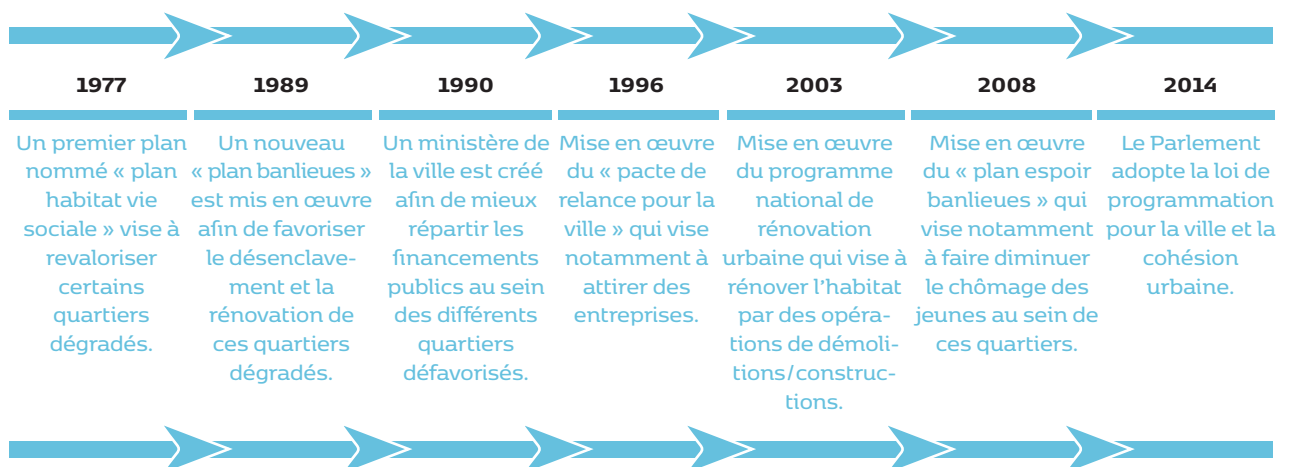 1977
Un premier plan
nommé « plan
habitat vie
sociale » vise à
revaloriser
certains
quartiers
dégradés.
1989
Un nouveau
« plan banlieues »
est mis en œuvre
afin de favoriser
le désenclave-
ment et la
rénovation de
ces quartiers
dégradés.
1990
Un ministère de
la ville est créé
afin de mieux
répartir les
financements
publics au sein
des différents
quartiers
défavorisés.
1996
Mise en œuvre
du « pacte de
relance pour la
ville » qui vise
notamment à
attirer des
entreprises.
2003
Mise en œuvre
du programme
national de
rénovation
urbaine qui vise à
rénover l'habitat
par des opéra-
tions de démoli-
tions/construc-
tions.
2008
Mise en œuvre
du « plan espoir
banlieues » qui
vise notamment
à faire diminuer
le chômage des
jeunes au sein de
ces quartiers.
2014
Le Parlement
adopte la loi de
programmation
pour la ville et la
cohésion
urbaine.